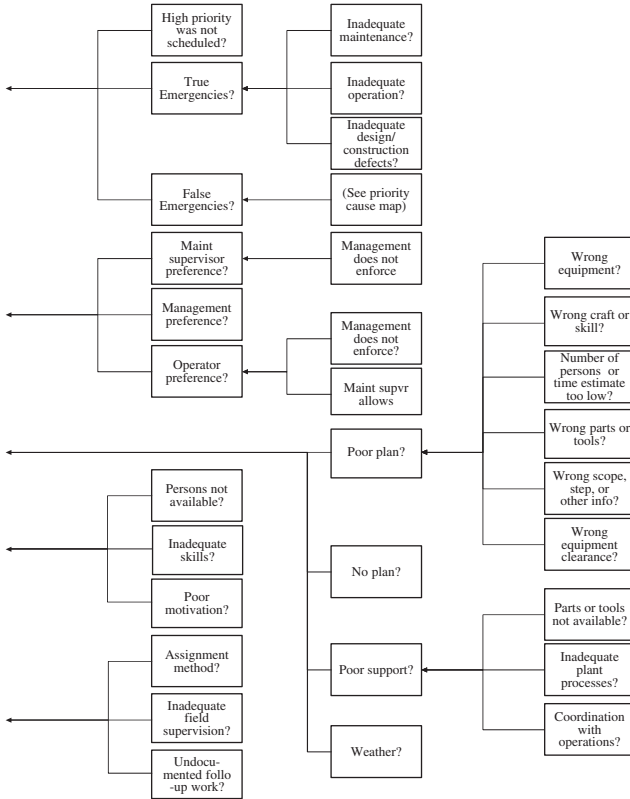 High priority
was not
scheduled?
True
Emergencies?
False
Emergencies?
Maint
supervisor
preference?
Management
preference?
Operator
preference?
Persons not
available?
Inadequate
skills?
Poor
motivation?
Assignment
method?
Inadequate
field
supervision?
Undocu-
mented follo
-up work?
Inadequate
maintenance?
Inadequate
operation?
Inadequate
design/
construction
defects?
(See priority
cause map)
Management
does not
enforce
Management
does not
enforce?
Maint supvr
allows
Poor plan?
No plan?
Poor support?
Weather?
Wrong
equipment?
Wrong craft or
skill?
Number of
persons or
time estimate
too low?
Wrong parts or
tools?
Wrong scope,
step, or
other info?
Wrong
equipment
clearance?
Parts or tools
not available?
Inadequate
plant
processes?
Coordination
with
operations?